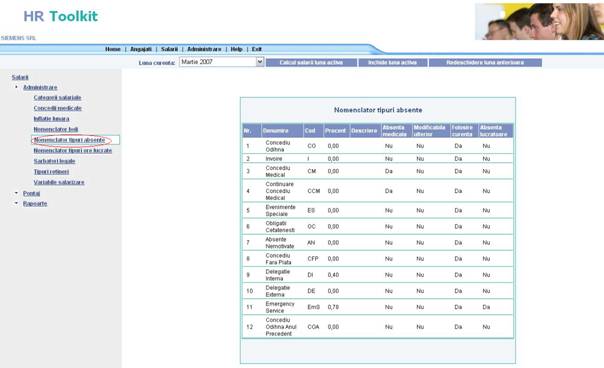 HR Toolkit
SIEMENS SRL
Home | Angajati | Salarii | Administrare | Help | Exit
Luna curenta: Martie 2007 Calcul salarii luna activa Inchide luna activa Redeschidere luna anterioara
Salarii
Administrare
Categorii salariale
Concedii medicale
Inflatie lunara
Nomenclator boli
Nomenclator tipuri absente
Nomenclator tipuri ore lucrate
Sarbatori legale
Tipuri retineri
Variabile salarizare
Pontaj
Rapoarte
Nomenclator tipuri absente
Nr. Denumire Cod Procent Descriere Absenta medicala Modificabila ulterior Folosire curenta Absenta lucratoare
1 Concediu Odihna CO 0,00 Nu Nu Da Nu
2 Invoire I 0,00 Nu Nu Da Nu
3 Concediu Medical CM 0,00 Da Nu Da Nu
4 Continuare Concediu Medical CCM 0,00 Da Nu Da Nu
5 Evenimente Speciale ES 0,00 Nu Nu Da Nu
6 Obligatii Cetatenesti OC 0,00 Nu Nu Da Nu
7 Absente Nemotivate AN 0,00 Nu Nu Da Nu
8 Concediu Fara Plata CFP 0,00 Nu Nu Da Nu
9 Delegatie Interna DI 0,40 Nu Nu Da Nu
10 Delegatie Externa DE 0,00 Nu Nu Da Nu
11 Emergency Service EmS 0,70 Nu Nu Da Da
12 Concediu Odihna Anul Precedent COA 0,00 Nu Nu Da Nu